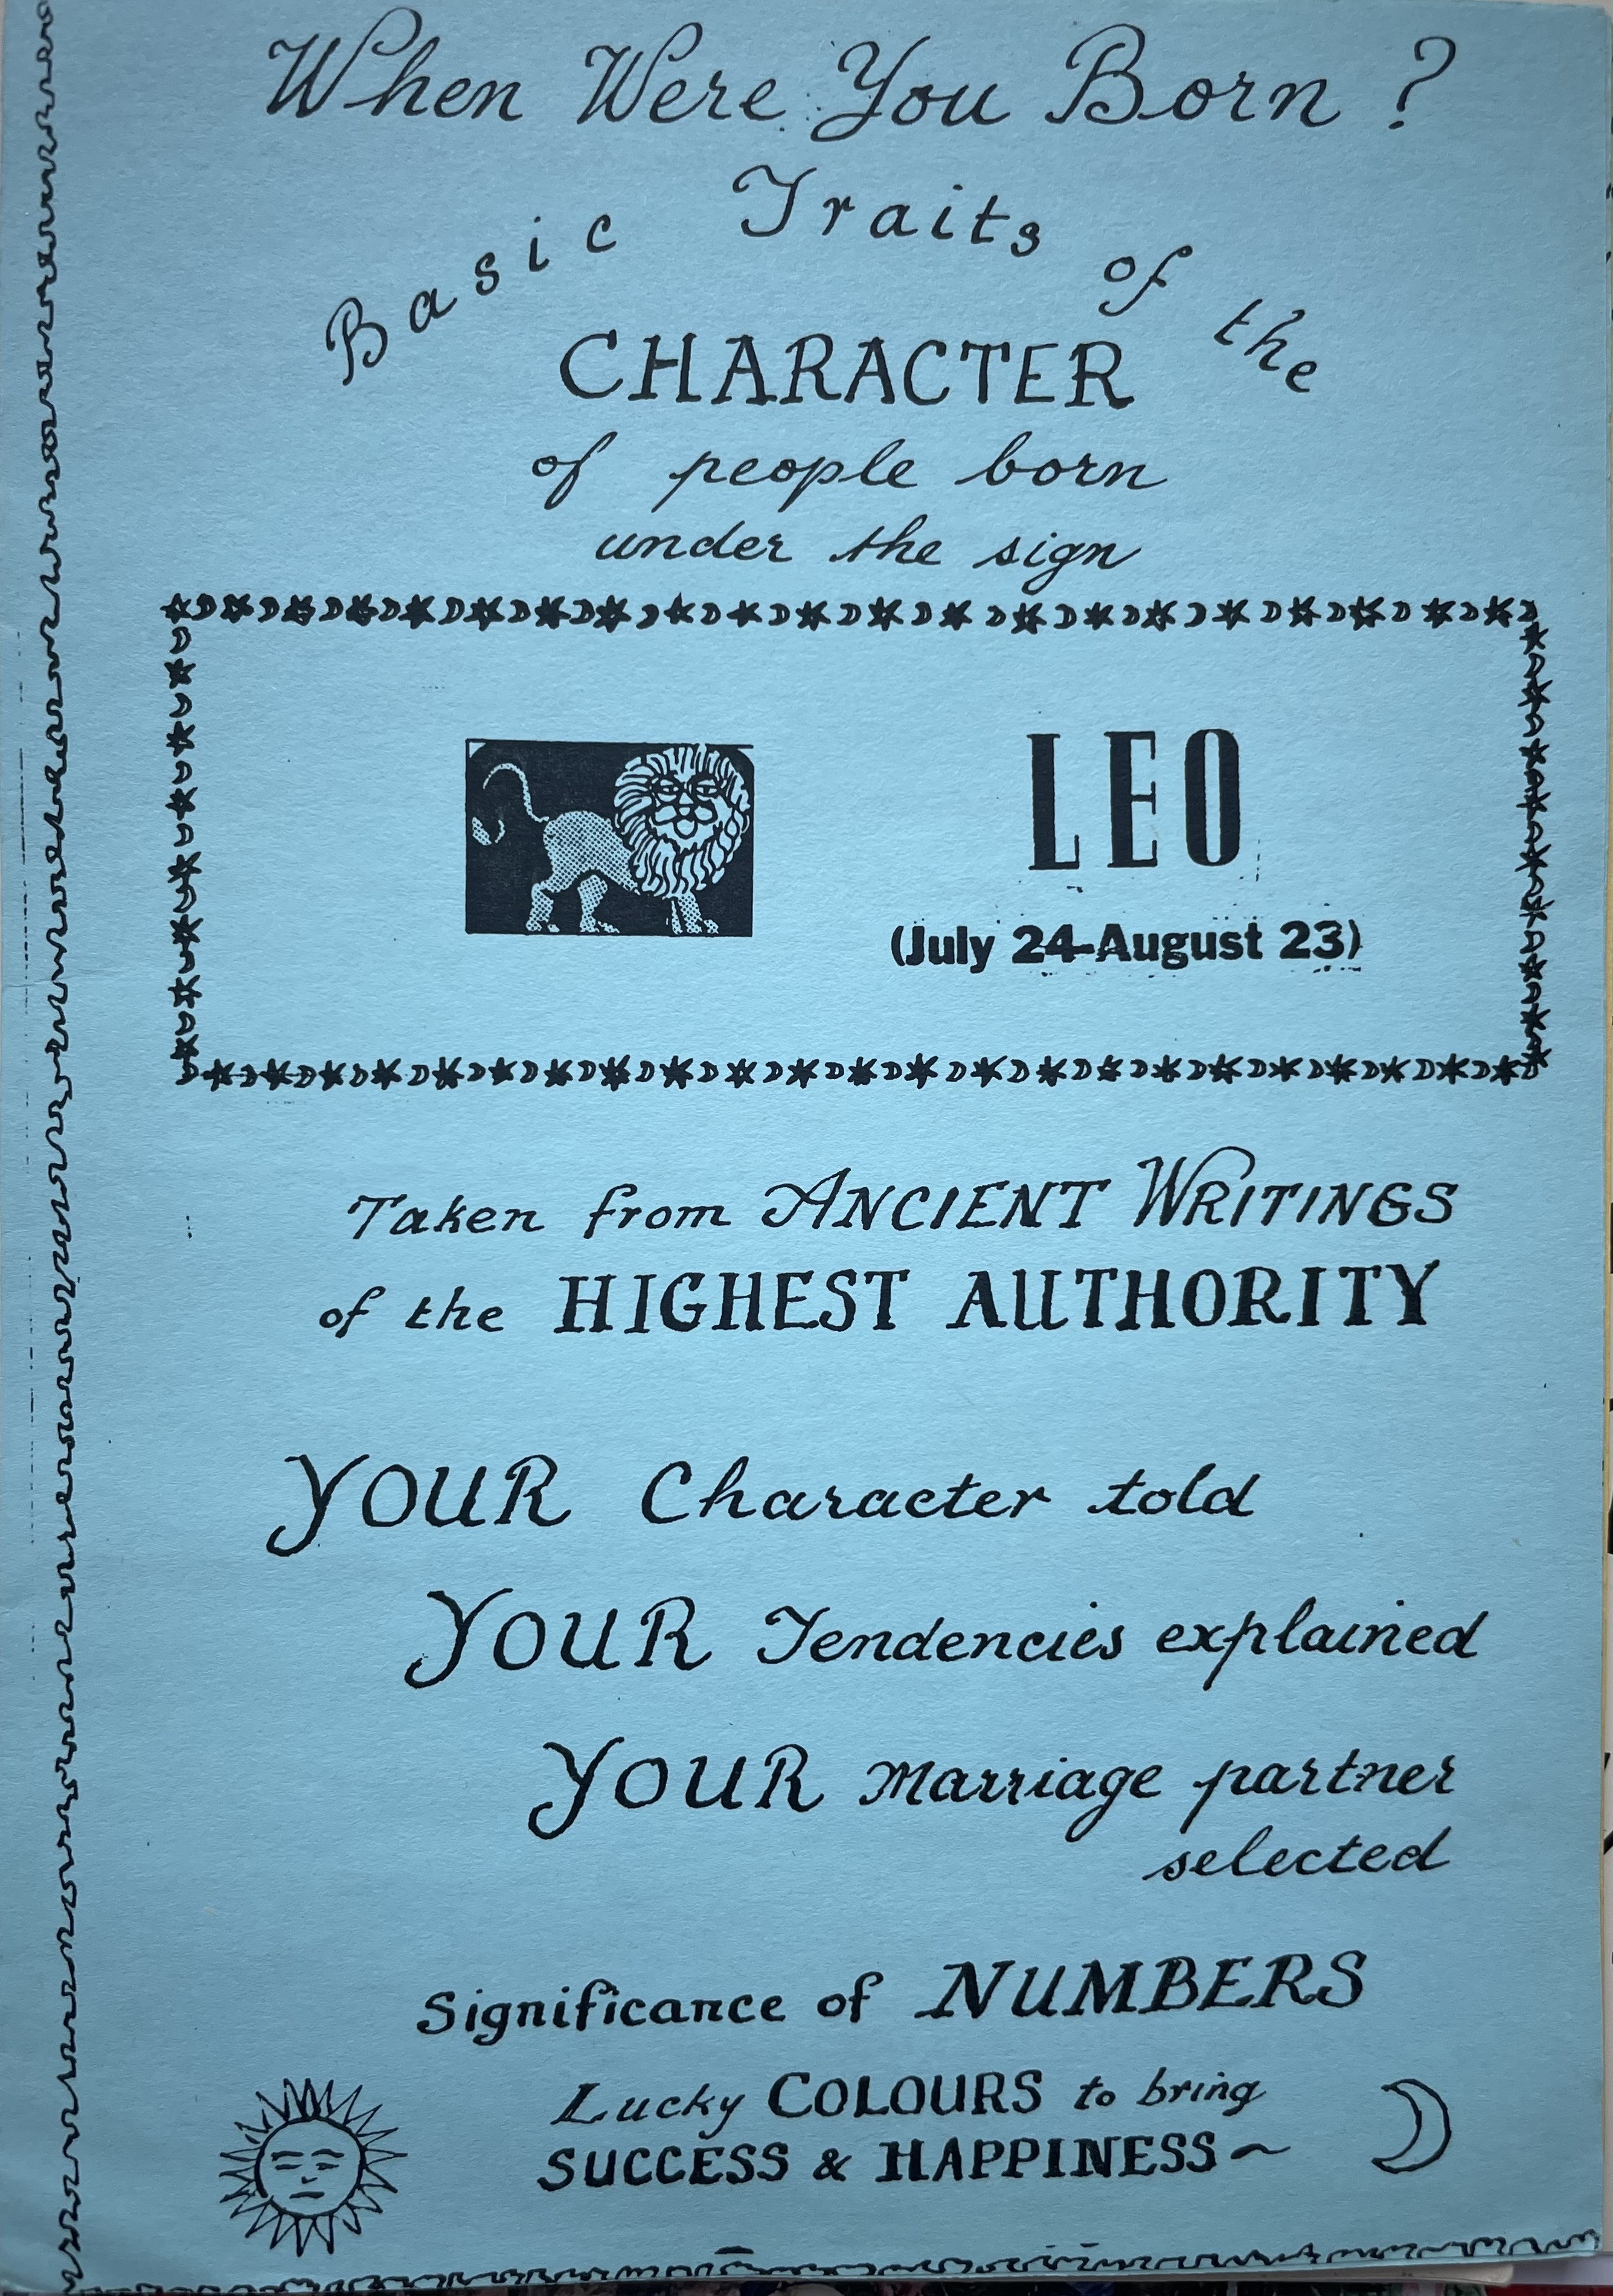 When Were You Born ?
Basic Traits of the
CHARACTER
of people born
under the sign
LEO
(July 24-August 23)
Taken from ANCIENT WRITINGS
of the HIGHEST AUTHORITY
YOUR Character told
YOUR Tendencies explained
YOUR Marriage partner
selected
Significance of NUMBERS
Lucky COLOURS to bring
SUCCESS & HAPPINESS~